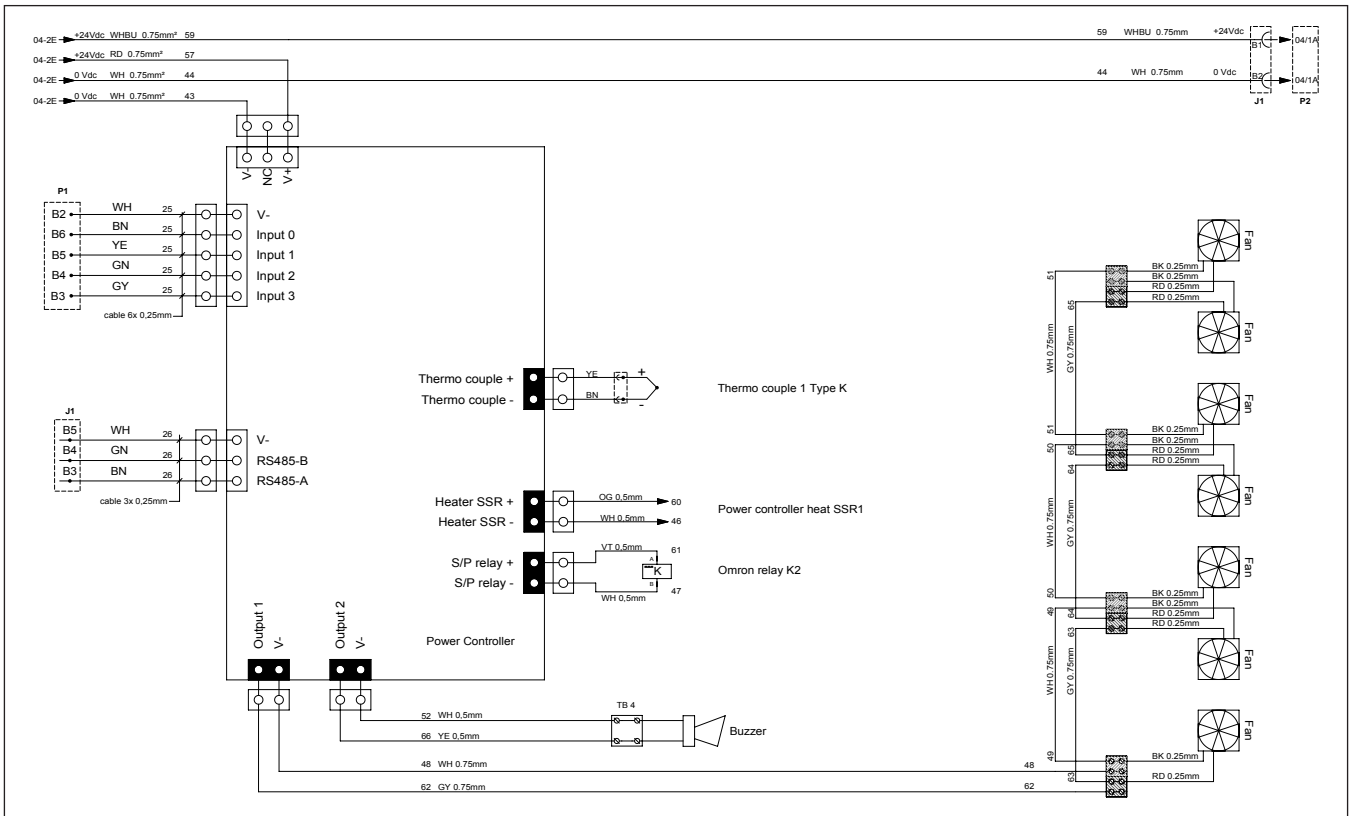 04-2E +24Vdc WHBU 0.75mm² 59
59 WHBU 0.75mm +24Vdc B1 04/1A
04-2E +24Vdc RD 0.75mm² 57
04-2E 0 Vdc WH 0.75mm² 44
44 WH 0.75mm 0 Vdc B2 04/1A
04-2E 0 Vdc WH 0.75mm² 43
J1 P2
V- NC V+
P1
B2 WH 25 V-
B6 BN 25 Input 0
B5 YE 25 Input 1
B4 GN 25 Input 2
B3 GY 25 Input 3
cable 6x 0,25mm
Thermo couple + YE +
Thermo couple - BN -
Thermo couple 1 Type K
J1
B5 WH 26 V-
B4 GN 26 RS485-B
B3 BN 26 RS485-A
cable 3x 0,25mm
Heater SSR + OG 0,5mm 60
Heater SSR - WH 0,5mm 46
Power controller heat SSR1
S/P relay + VT 0,5mm 61
A
K
B
S/P relay - WH 0,5mm 47
Omron relay K2
Output 1 V- Output 2 V-
Power Controller
52 WH 0,5mm
66 YE 0,5mm
TB 4
Buzzer
48 WH 0.75mm 48
62 GY 0.75mm 62
Fan
51
BK 0.25mm
BK 0.25mm
RD 0.25mm
RD 0.25mm
65
Fan
WH 0.75mm
GY 0.75mm
Fan
51
50
65
64
BK 0.25mm
BK 0.25mm
RD 0.25mm
RD 0.25mm
Fan
WH 0.75mm
GY 0.75mm
Fan
50
49
64
63
BK 0.25mm
BK 0.25mm
RD 0.25mm
RD 0.25mm
Fan
WH 0.75mm
GY 0.75mm
Fan
49
63
BK 0.25mm
RD 0.25mm